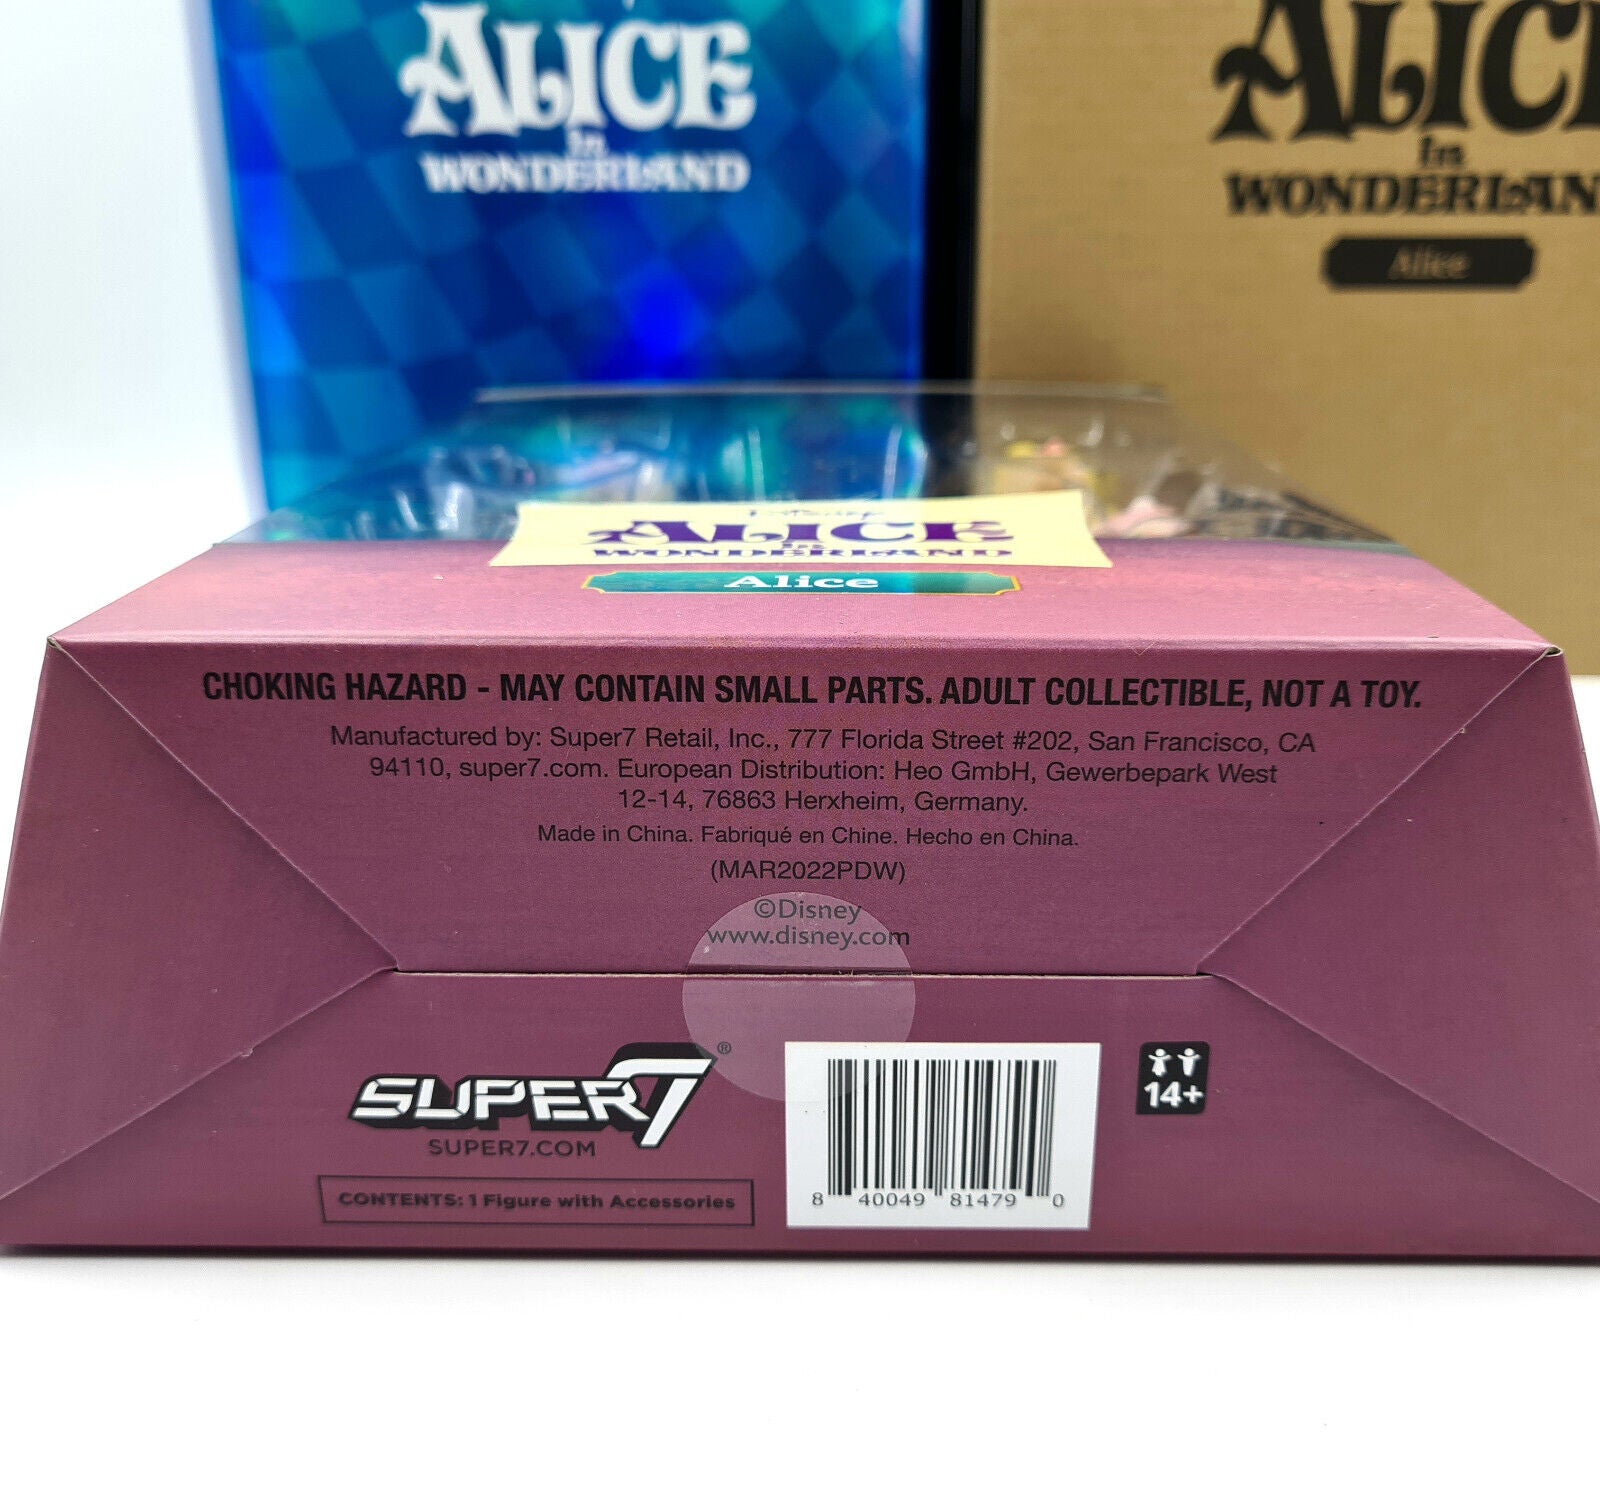 ALICE
in
WONDERLAND
ALICE
in
WONDERLAND
Alice
Disney
ALICE
in
WONDERLAND
Alice
CHOKING HAZARD - MAY CONTAIN SMALL PARTS. ADULT COLLECTIBLE, NOT A TOY.
Manufactured by: Super7 Retail, Inc., 777 Florida Street #202, San Francisco, CA
94110, super7.com. European Distribution: Heo GmbH, Gewerbepark West
12-14, 76863 Herxheim, Germany.
Made in China. Fabriqué en Chine. Hecho en China.
(MAR2022PDW)
©Disney
www.disney.com
SUPER7®
SUPER7.COM
CONTENTS: 1 Figure with Accessories
8 40049 81479 0
14+